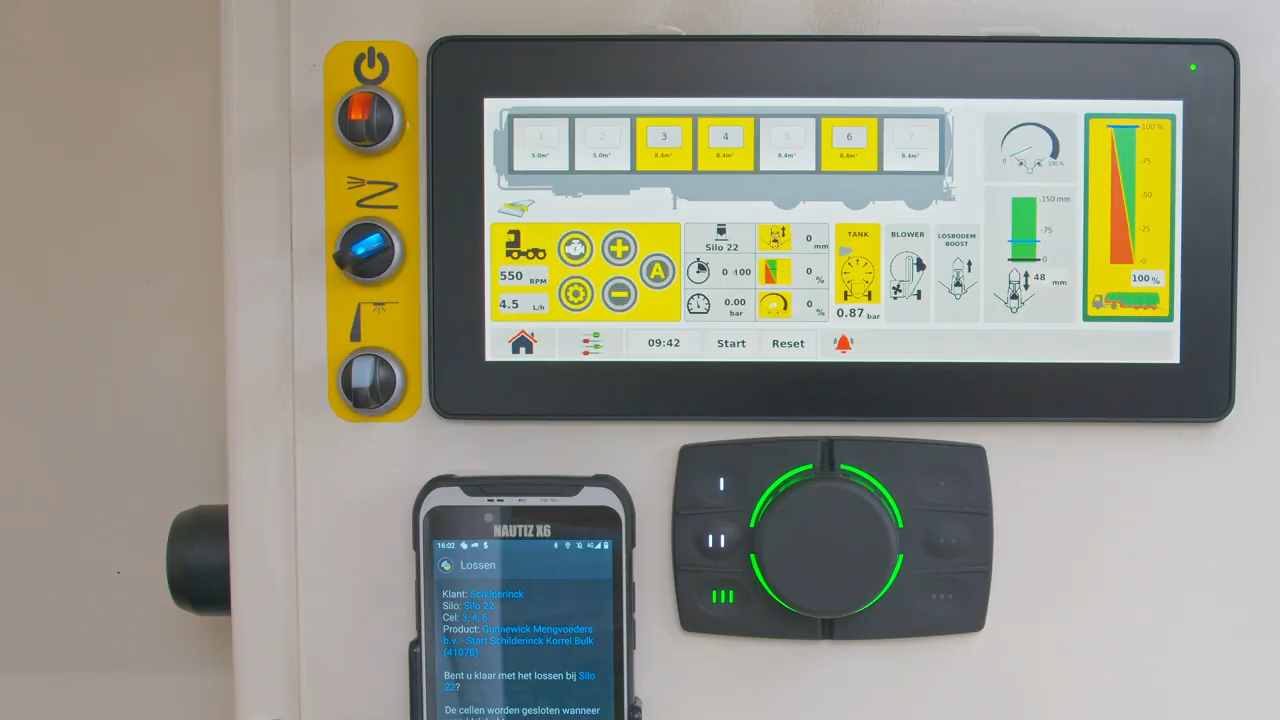 1 2 3 4 5 6 7
5.0m³ 5.0m³ 8.4m³ 8.4m³ 8.4m³ 8.4m³ 8.4m³
0 100 %
150 mm
75
0
48 mm
100 %
75
50
25
0
100 %
550 RPM
4.5 L/h
A
Silo 22
0 mm
0 100
0 %
0.00 bar
0 %
TANK
0.87 bar
BLOWER
LOSBODEM
BOOST
09:42 Start Reset
NAUTIZ X6
16:02 4G
Lossen
Klant: Schilderinck
Silo: Silo 22
Cel: 3, 4, 6
Product: Gunnewick Mengvoeders
b.v. - Start Schilderinck Korrel Bulk
(41078)
Bent u klaar met het lossen bij Silo
22?
De cellen worden gesloten wanneer